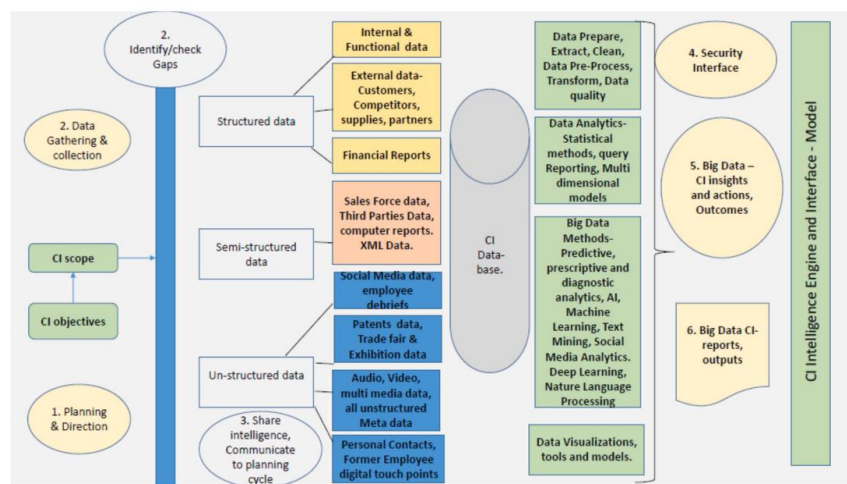 2.
Identify/check
Gaps
2. Data
Gathering &
collection
CI scope
CI objectives
1. Planning
& Direction
Structured data
Semi-structured
data
Un-structured data
3. Share
intelligence,
Communicate
to planning
cycle
Internal &
Functional data
External data-
Customers,
Competitors,
supplies, partners
Financial Reports
Sales Force data,
Third Parties Data,
computer reports.
XML Data.
Social Media data,
employee
debriefs
Patents data,
Trade fair &
Exhibition data
Audio, Video,
multi media data,
all unstructured
Meta data
Personal Contacts,
Former Employee
digital touch points
CI
Data-
base.
Data Prepare,
Extract, Clean,
Data Pre-Process,
Transform, Data
quality
Data Analytics-
Statistical
methods, query
Reporting, Multi
dimensional
models
Big Data
Methods-
Predictive,
prescriptive and
diagnostic
analytics, AI,
Machine
Learning, Text
Mining, Social
Media Analytics.
Deep Learning,
Nature Language
Processing
Data Visualizations,
tools and models.
4. Security
Interface
5. Big Data –
CI insights
and actions,
Outcomes
6. Big Data CI-
reports,
outputs
CI Intelligence Engine and Interface - Model